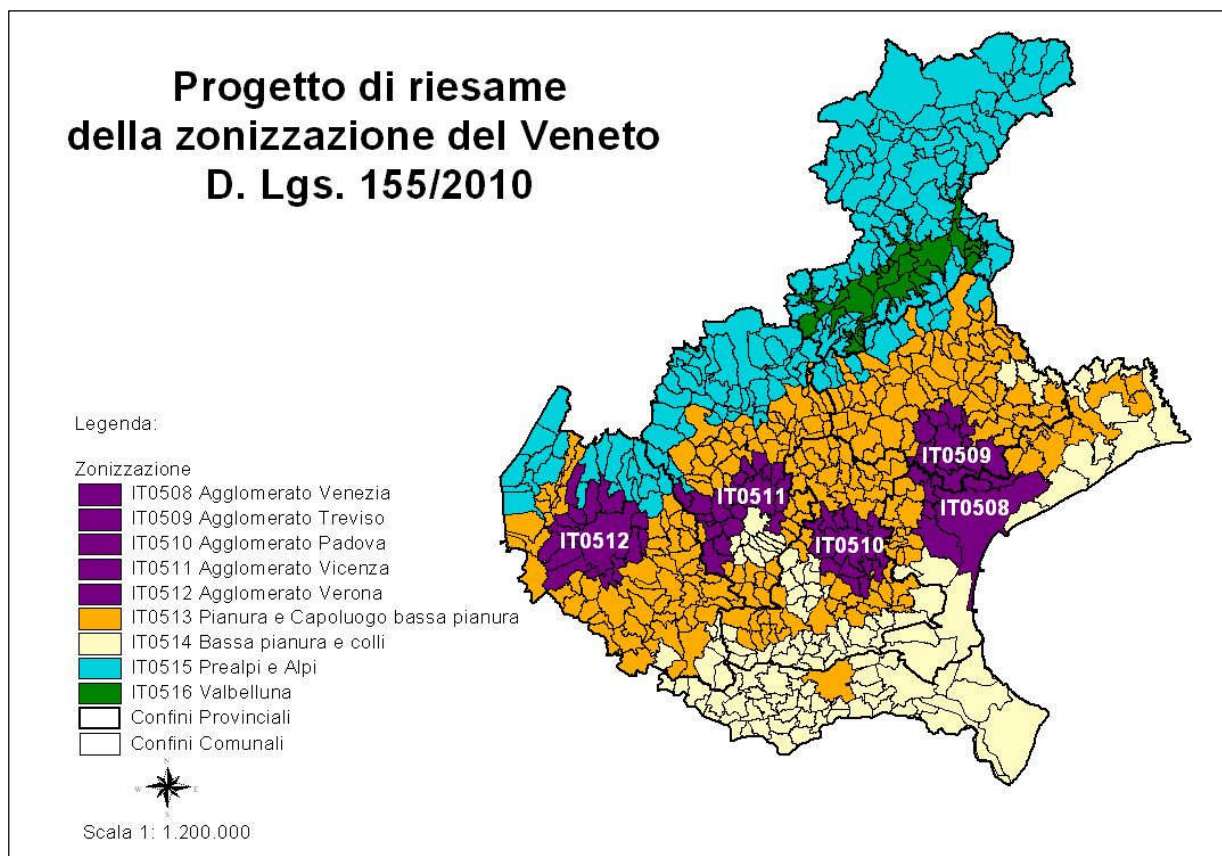 Progetto di riesame
della zonizzazione del Veneto
D. Lgs. 155/2010
Legenda:
Zonizzazione
IT0508 Agglomerato Venezia
IT0509 Agglomerato Treviso
IT0510 Agglomerato Padova
IT0511 Agglomerato Vicenza
IT0512 Agglomerato Verona
IT0513 Pianura e Capoluogo bassa pianura
IT0514 Bassa pianura e colli
IT0515 Prealpi e Alpi
IT0516 Valbelluna
Confini Provinciali
Confini Comunali
N
W E
S
Scala 1: 1.200.000
IT0509
IT0511
IT0508
IT0512
IT0510